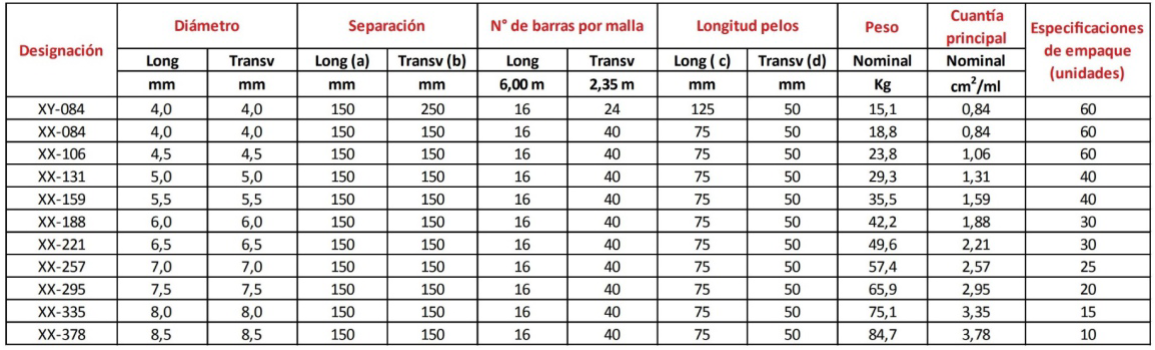 Designación Diámetro Separación N° de barras por malla Longitud pelos Peso Cuantía principal Especificaciones de empaque (unidades)
Long Transv Long (a) Transv (b) Long Transv Long ( c) Transv (d) Nominal Nominal
mm mm mm mm 6,00 m 2,35 m mm mm Kg cm²/ml
XY-084 4,0 4,0 150 250 16 24 125 50 15,1 0,84 60
XX-084 4,0 4,0 150 150 16 40 75 50 18,8 0,84 60
XX-106 4,5 4,5 150 150 16 40 75 50 23,8 1,06 60
XX-131 5,0 5,0 150 150 16 40 75 50 29,3 1,31 40
XX-159 5,5 5,5 150 150 16 40 75 50 35,5 1,59 40
XX-188 6,0 6,0 150 150 16 40 75 50 42,2 1,88 30
XX-221 6,5 6,5 150 150 16 40 75 50 49,6 2,21 30
XX-257 7,0 7,0 150 150 16 40 75 50 57,4 2,57 25
XX-295 7,5 7,5 150 150 16 40 75 50 65,9 2,95 20
XX-335 8,0 8,0 150 150 16 40 75 50 75,1 3,35 15
XX-378 8,5 8,5 150 150 16 40 75 50 84,7 3,78 10